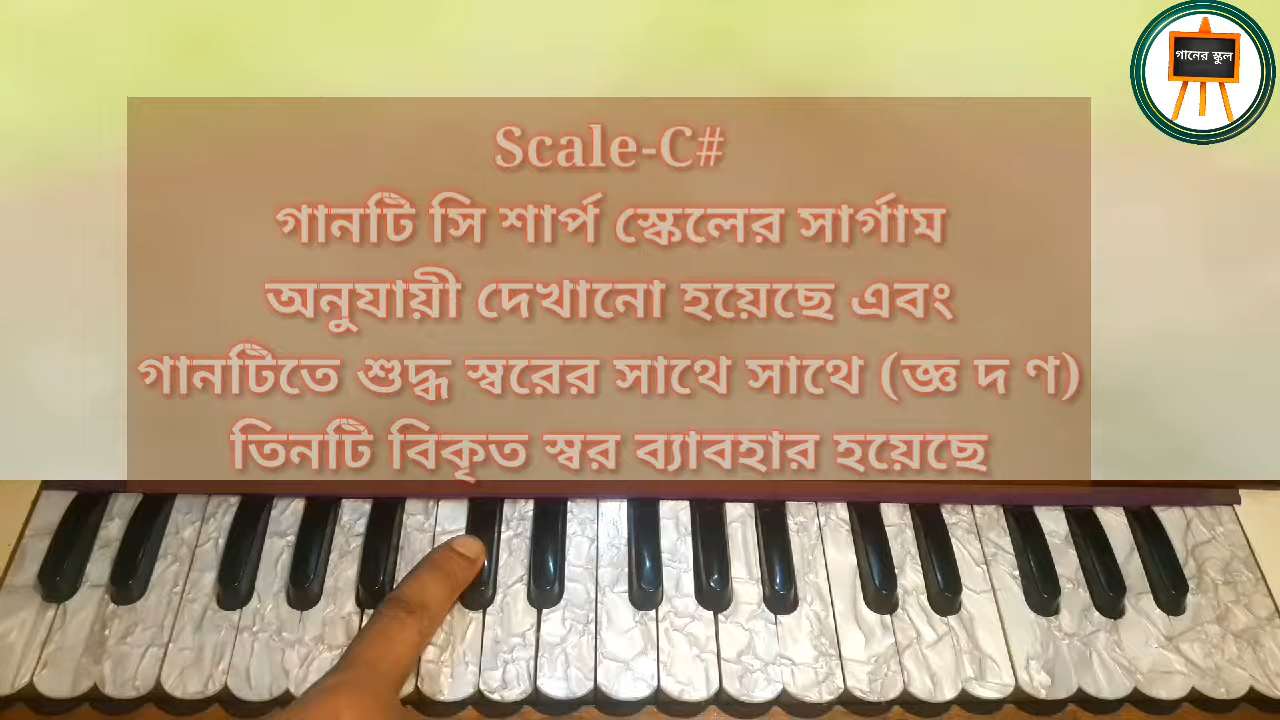 গানের স্কুল
Scale-C#
গানটি সি শার্প স্কেলের সার্গাম
অনুযায়ী দেখানো হয়েছে এবং
গানটিতে শুদ্ধ স্বরের সাথে সাথে (জ্ঞ দ ণ)
তিনটি বিকৃত স্বর ব্যাবহার হয়েছে